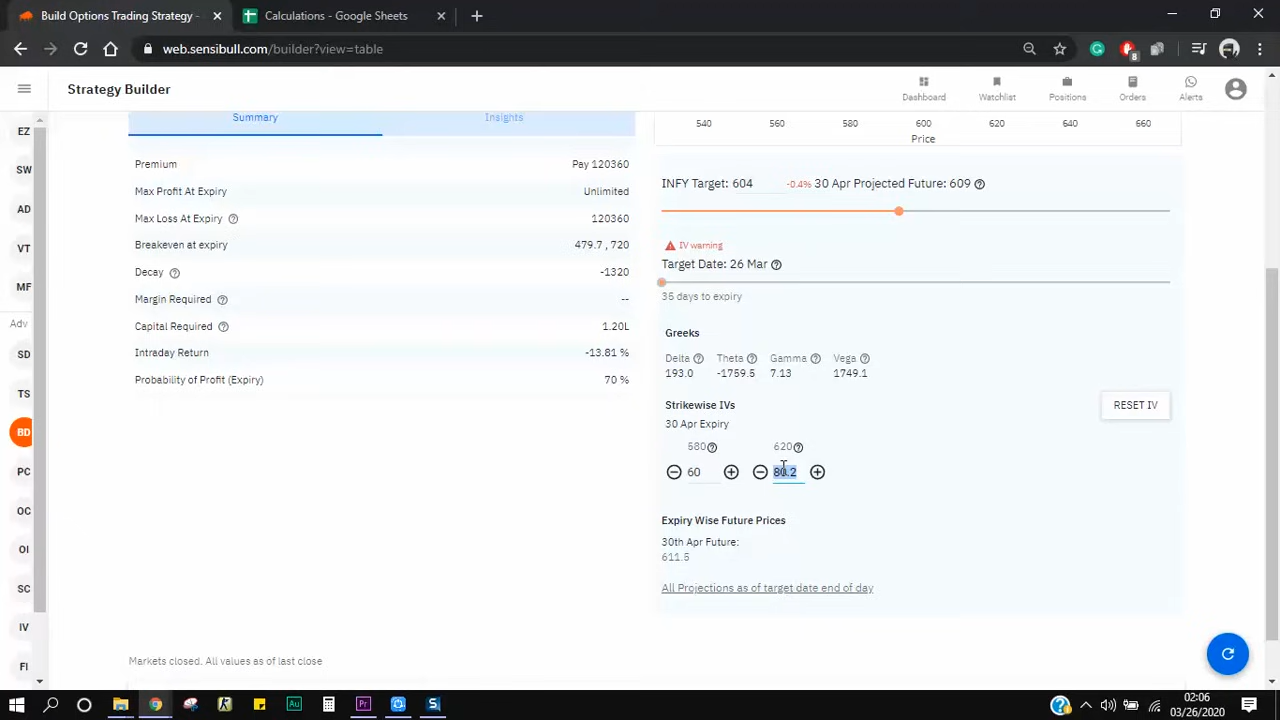 Build Options Trading Strategy -
Calculations - Google Sheets
web.sensibull.com/builder?view=table
8
Strategy Builder
Dashboard
Watchlist
Positions
Orders
Alerts
EZ
SW
AD
VT
MF
Adv
SD
TS
BD
PC
OC
OI
SC
IV
FI
Summary
Insights
Premium
Pay 120360
Max Profit At Expiry
Unlimited
Max Loss At Expiry
120360
Breakeven at expiry
479.7 , 720
Decay
-1320
Margin Required
--
Capital Required
1.20L
Intraday Return
-13.81 %
Probability of Profit (Expiry)
70 %
540 560 580 600 620 640 660
Price
INFY Target: 604 -0.4% 30 Apr Projected Future: 609
IV warning
Target Date: 26 Mar
35 days to expiry
Greeks
Delta Theta Gamma Vega
193.0 -1759.5 7.13 1749.1
Strikewise IVs
RESET IV
30 Apr Expiry
580 620
60 80.2
Expiry Wise Future Prices
30th Apr Future:
611.5
All Projections as of target date end of day
Markets closed. All values as of last close
Au
Pr
S
02:06
03/26/2020